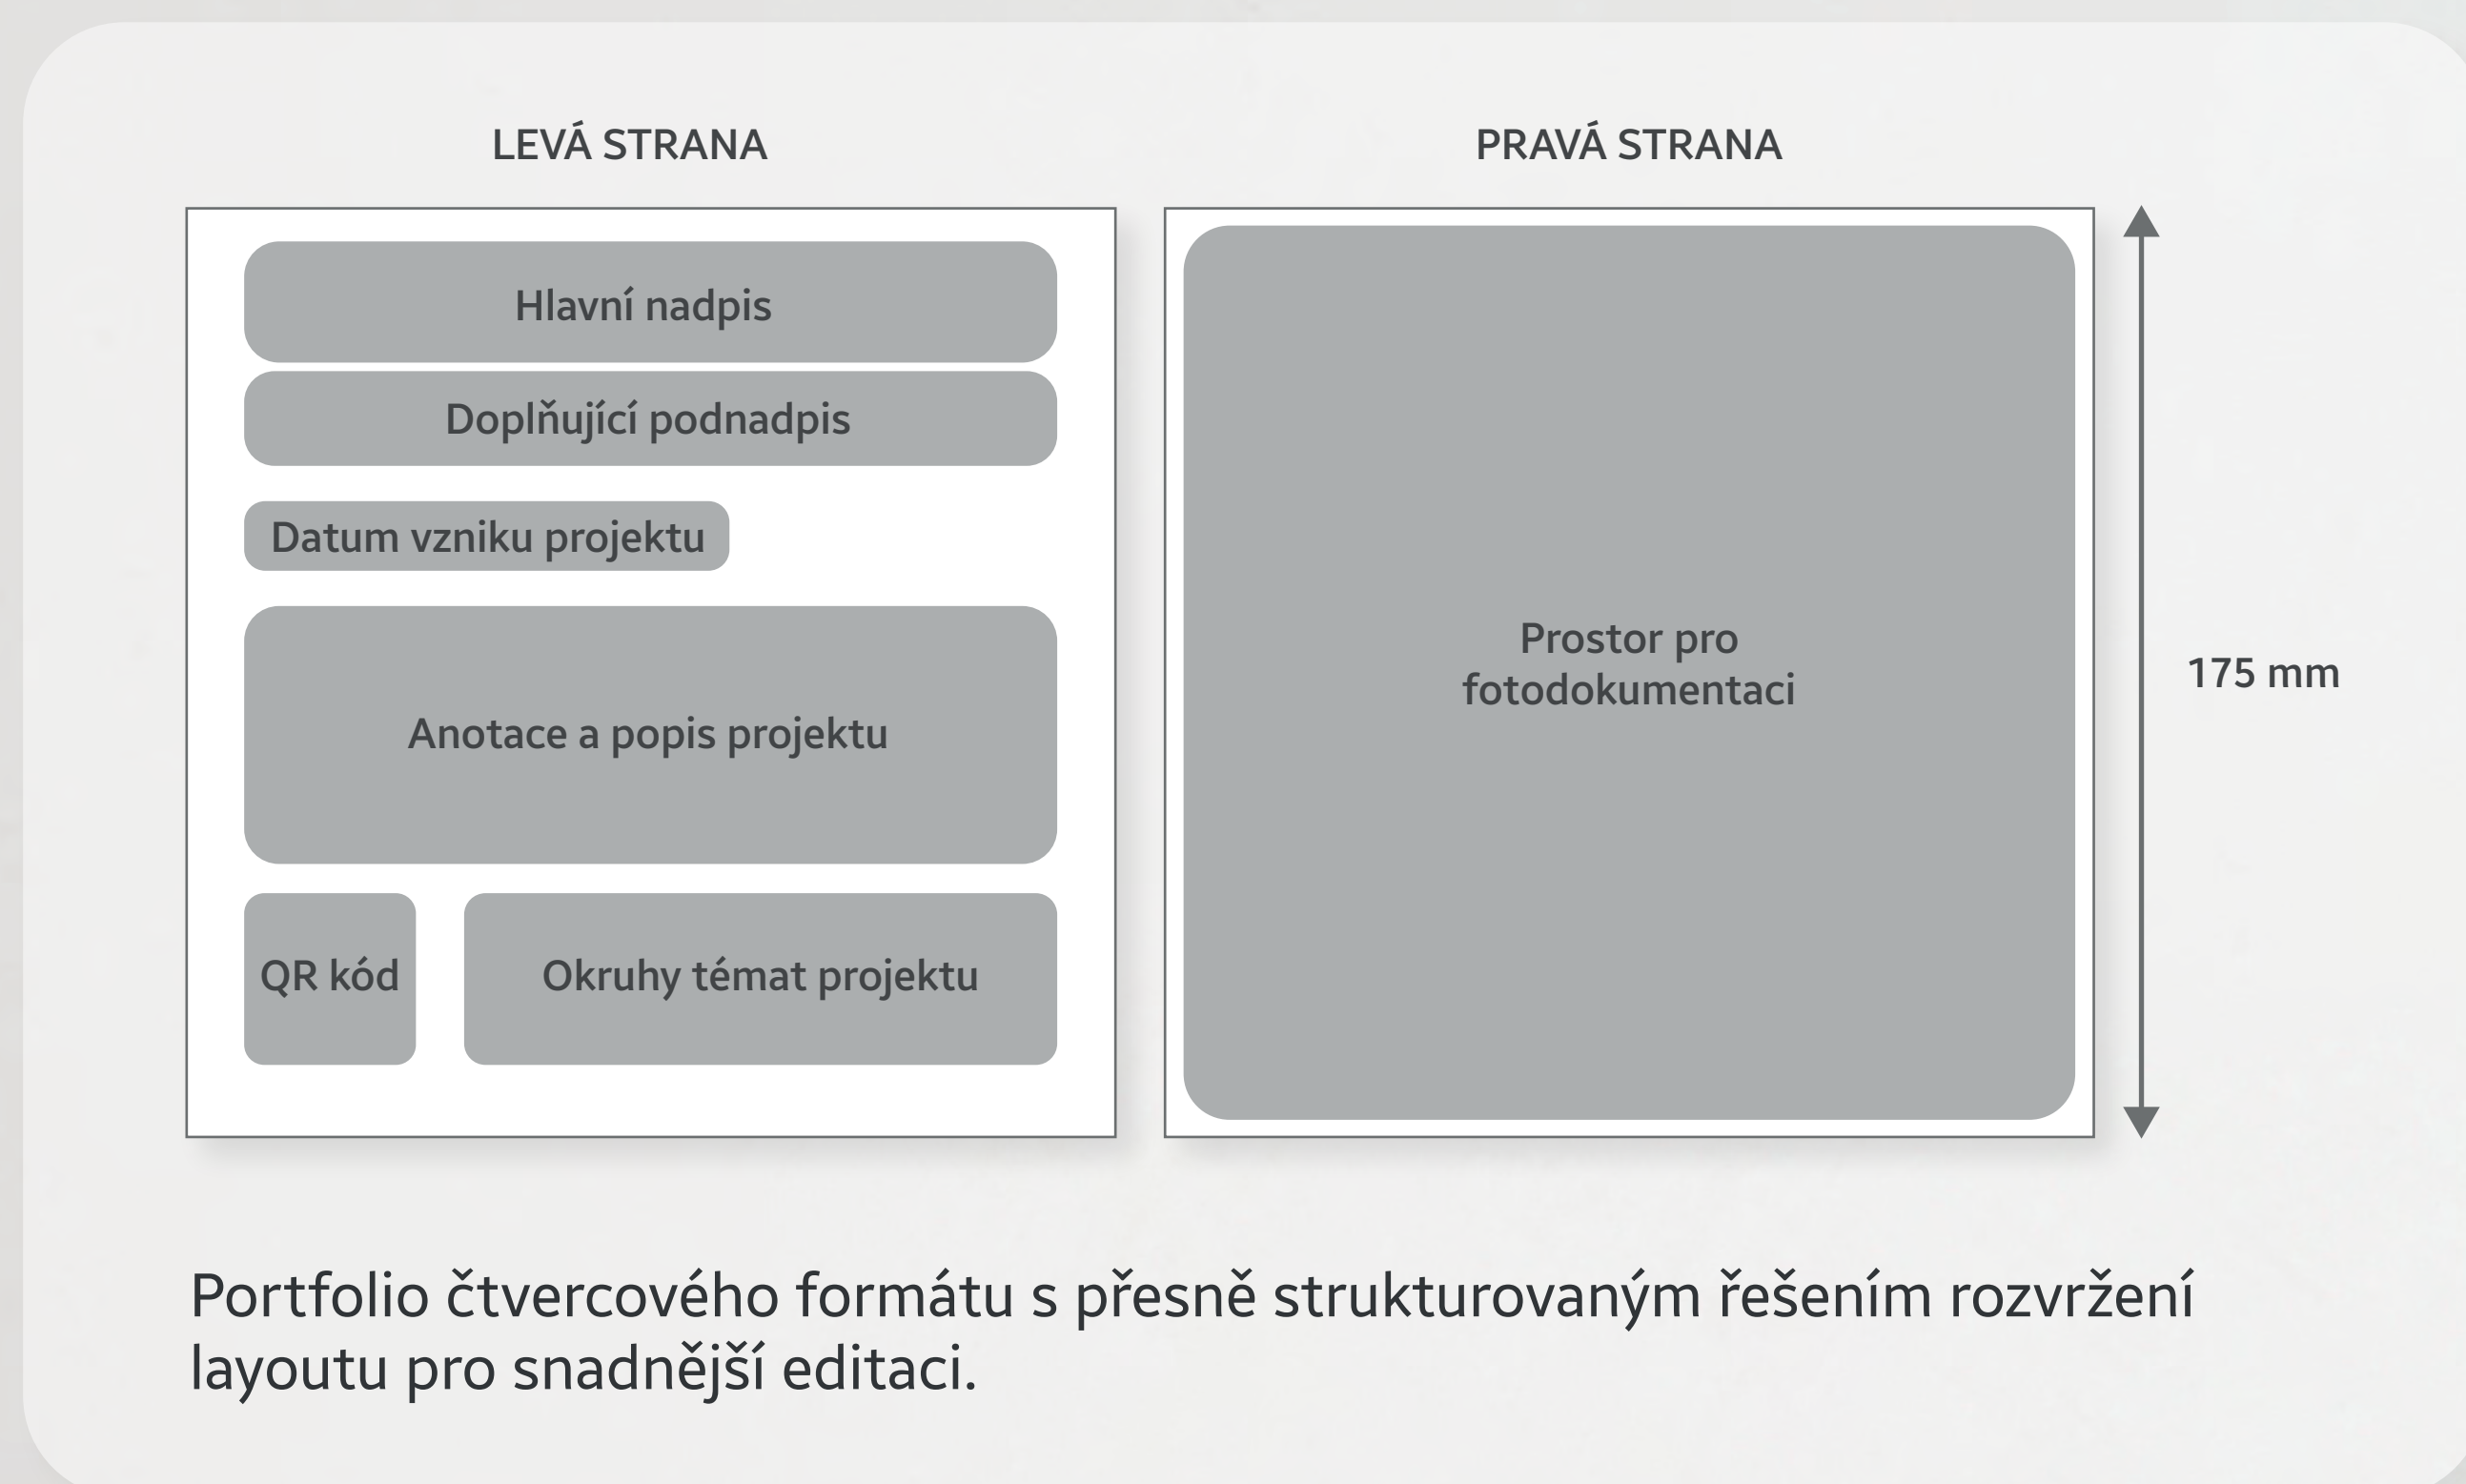 LEVÁ STRANA
PRAVÁ STRANA
Hlavní nadpis
Doplňující podnadpis
Datum vzniku projektu
Anotace a popis projektu
QR kód
Okruhy témat projektu
Prostor pro
fotodokumentaci
175 mm
Portfolio čtvercového formátu s přesně strukturovaným řešením rozvržení
layoutu pro snadnější editaci.